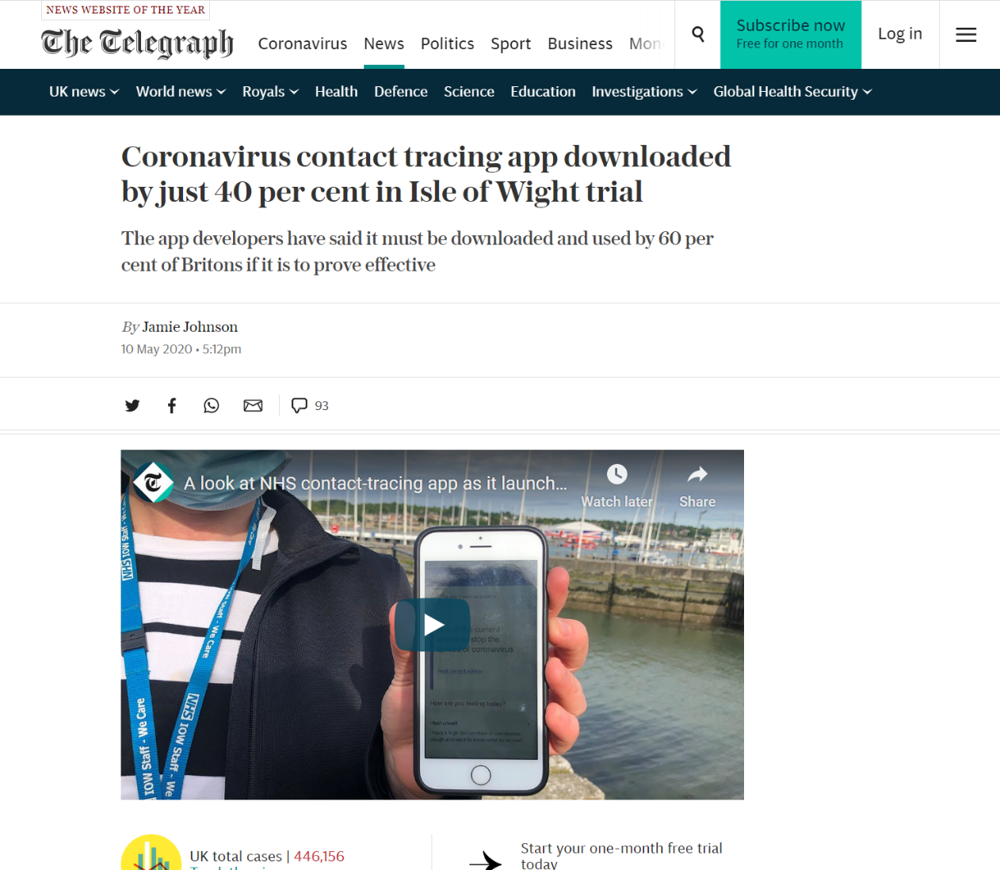 NEWS WEBSITE OF THE YEAR
The Telegraph
Coronavirus News Politics Sport Business Mon
Subscribe now
Free for one month
Log in
UK news World news Royals Health Defence Science Education Investigations Global Health Security
Coronavirus contact tracing app downloaded
by just 40 per cent in Isle of Wight trial
The app developers have said it must be downloaded and used by 60 per
cent of Britons if it is to prove effective
By Jamie Johnson
10 May 2020 • 5:12pm
93
A look at NHS contact-tracing app as it launch...
Watch later
Share
NHS IOW Staff -
IOW Staff - We Care
NHS IOW Staff - We
IOW Staff - We Care
current
stop the
of coronavirus
How are you feeling today?
I feel unwell
UK total cases | 446,156
Start your one-month free trial
today